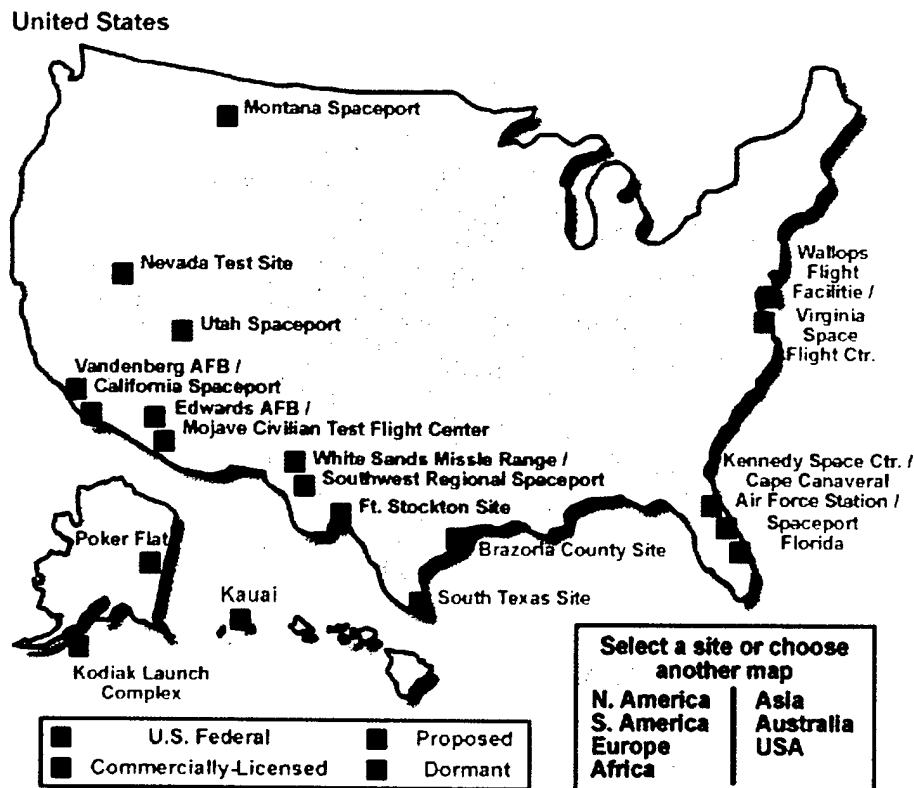 United States
Montana Spaceport
Nevada Test Site
Utah Spaceport
Vandenberg AFB /
California Spaceport
Edwards AFB /
Mojave Civilian Test Flight Center
White Sands Missle Range /
Southwest Regional Spaceport
Ft. Stockton Site
Brazoria County Site
South Texas Site
Wallops
Flight
Facilitie /
Virginia
Space
Flight Ctr.
Kennedy Space Ctr. /
Cape Canaveral
Air Force Station /
Spaceport
Florida
Poker Flat
Kauai
Kodiak Launch
Complex
U.S. Federal
Commercially-Licensed
Proposed
Dormant
Select a site or choose
another map
N. America
S. America
Europe
Africa
Asia
Australia
USA